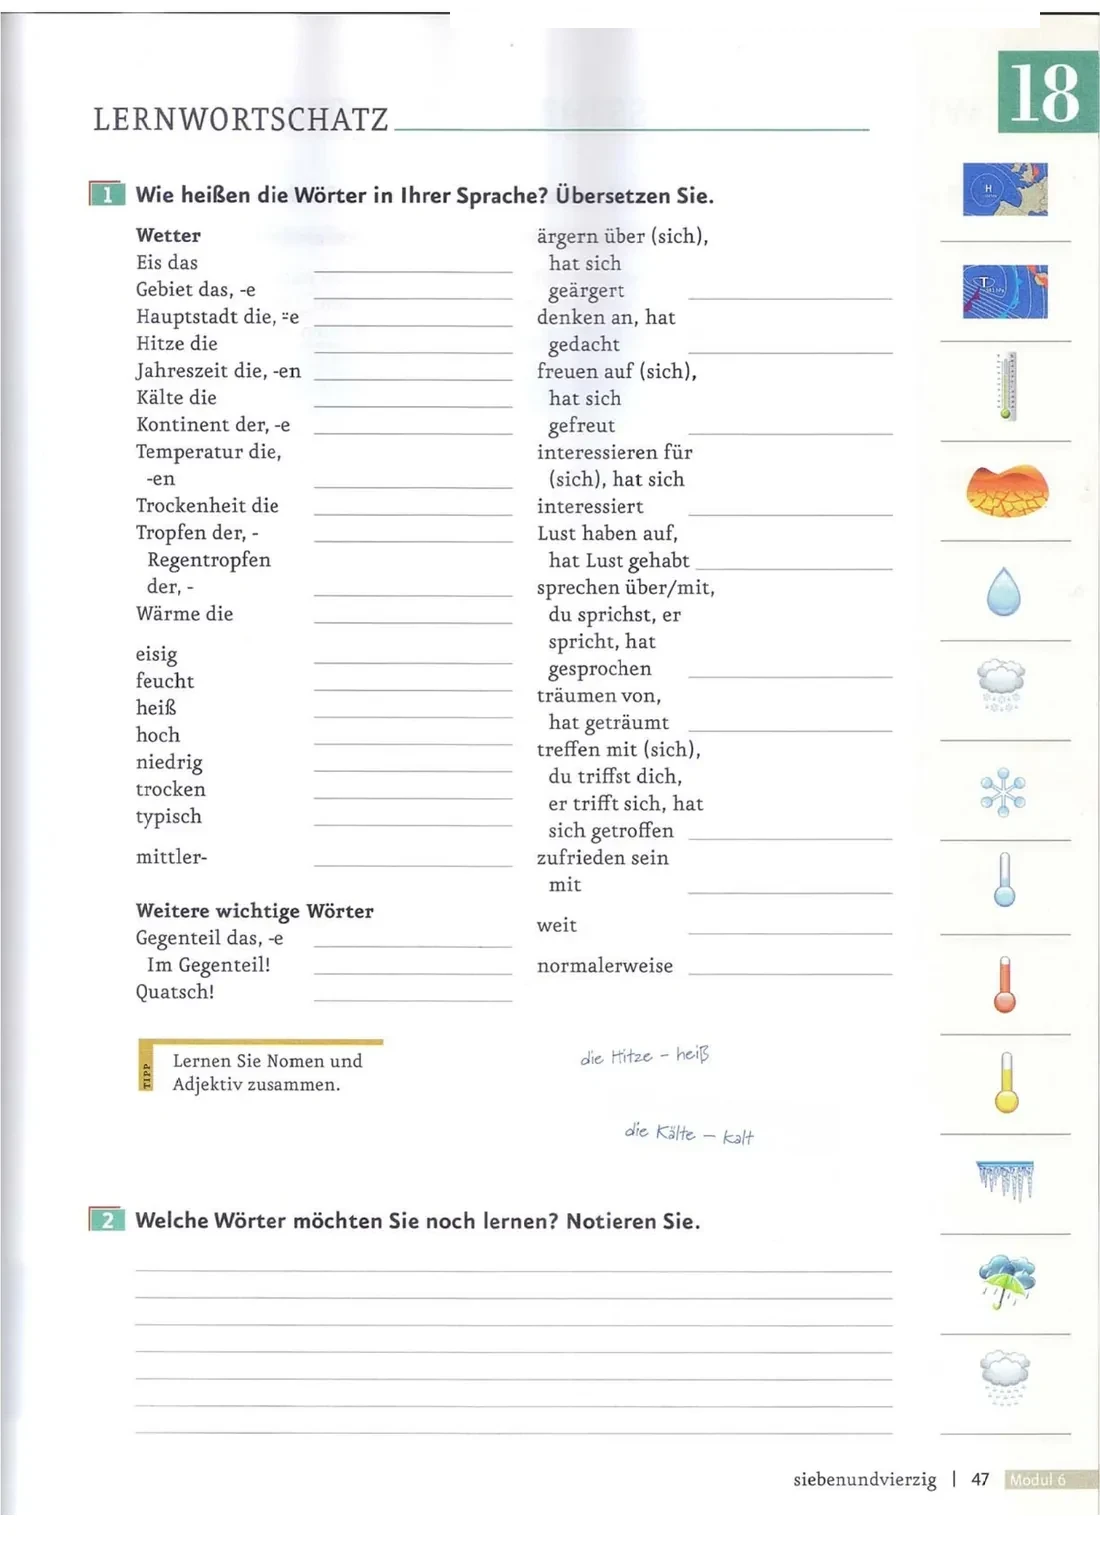 18
LERNWORTSCHATZ
1 Wie heißen die Wörter in Ihrer Sprache? Übersetzen Sie.
Wetter
Eis das
Gebiet das, -e
Hauptstadt die, ⸚e
Hitze die
Jahreszeit die, -en
Kälte die
Kontinent der, -e
Temperatur die,
-en
Trockenheit die
Tropfen der, -
Regentropfen
der, -
Wärme die
eisig
feucht
heiß
hoch
niedrig
trocken
typisch
mittler-
Weitere wichtige Wörter
Gegenteil das, -e
Im Gegenteil!
Quatsch!
ärgern über (sich),
hat sich
geärgert
denken an, hat
gedacht
freuen auf (sich),
hat sich
gefreut
interessieren für
(sich), hat sich
interessiert
Lust haben auf,
hat Lust gehabt
sprechen über/mit,
du sprichst, er
spricht, hat
gesprochen
träumen von,
hat geträumt
treffen mit (sich),
du triffst dich,
er trifft sich, hat
sich getroffen
zufrieden sein
mit
weit
normalerweise
H
T
TIPP
Lernen Sie Nomen und
Adjektiv zusammen.
die Hitze - heiß
die Kälte - kalt
2 Welche Wörter möchten Sie noch lernen? Notieren Sie.
siebenundvierzig | 47 Modul 6